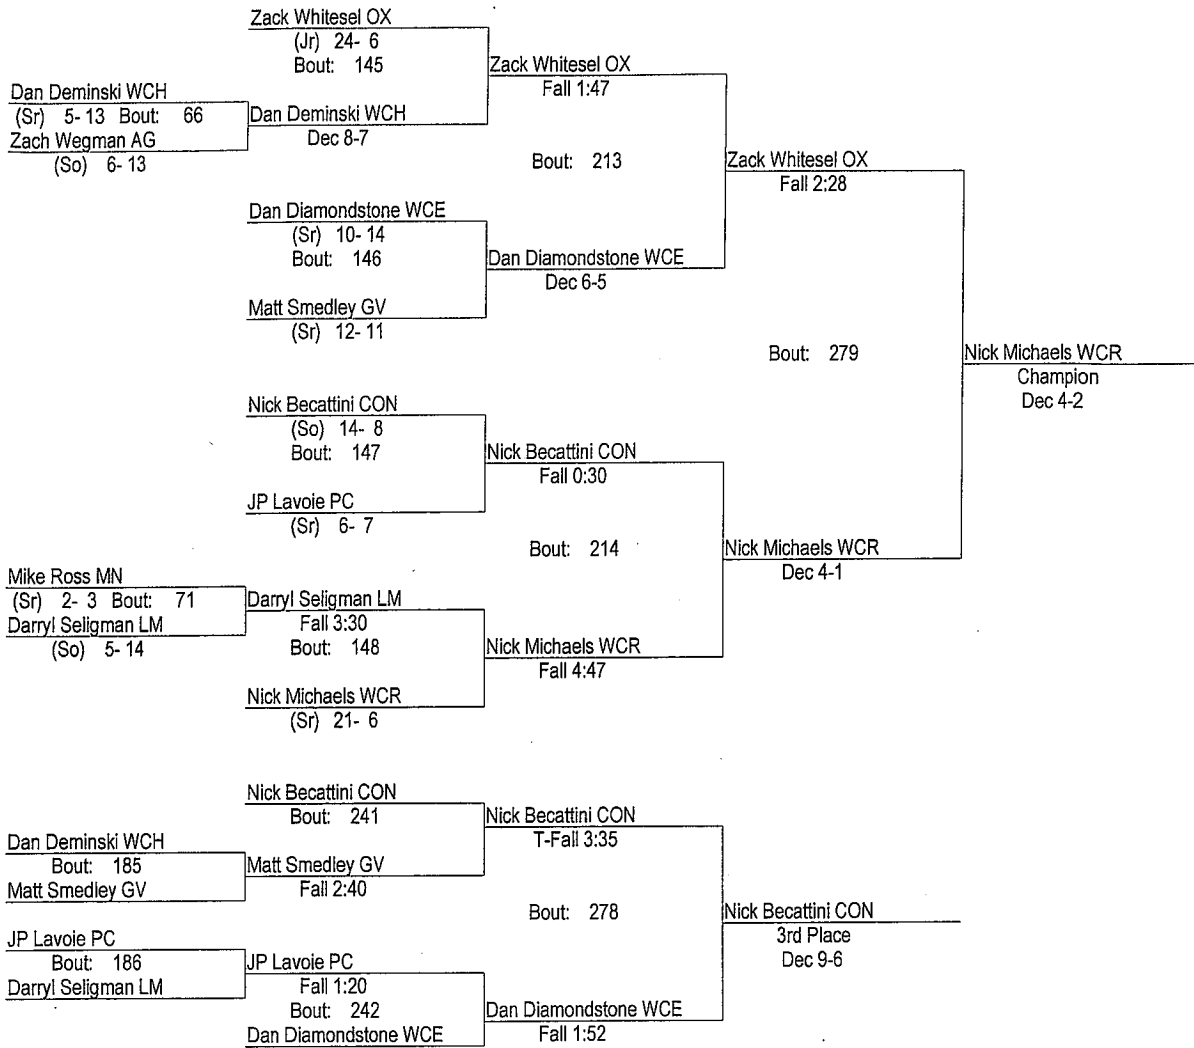 Zack Whitesel OX
(Jr) 24- 6
Bout: 145
Zack Whitesel OX
Fall 1:47
Dan Deminski WCH
(Sr) 5- 13 Bout: 66
Zach Wegman AG
(So) 6- 13
Dan Deminski WCH
Dec 8-7
Bout: 213
Zack Whitesel OX
Fall 2:28
Dan Diamondstone WCE
(Sr) 10- 14
Bout: 146
Dan Diamondstone WCE
Dec 6-5
Matt Smedley GV
(Sr) 12- 11
Bout: 279
Nick Michaels WCR
Champion
Dec 4-2
Nick Becattini CON
(So) 14- 8
Bout: 147
Nick Becattini CON
Fall 0:30
JP Lavoie PC
(Sr) 6- 7
Bout: 214
Nick Michaels WCR
Dec 4-1
Mike Ross MN
(Sr) 2- 3 Bout: 71
Darryl Seligman LM
(So) 5- 14
Darryl Seligman LM
Fall 3:30
Bout: 148
Nick Michaels WCR
Fall 4:47
Nick Michaels WCR
(Sr) 21- 6
Nick Becattini CON
Bout: 241
Nick Becattini CON
T-Fall 3:35
Dan Deminski WCH
Bout: 185
Matt Smedley GV
Matt Smedley GV
Fall 2:40
Bout: 278
Nick Becattini CON
3rd Place
Dec 9-6
JP Lavoie PC
Bout: 186
Darryl Seligman LM
JP Lavoie PC
Fall 1:20
Bout: 242
Dan Diamondstone WCE
Dan Diamondstone WCE
Fall 1:52